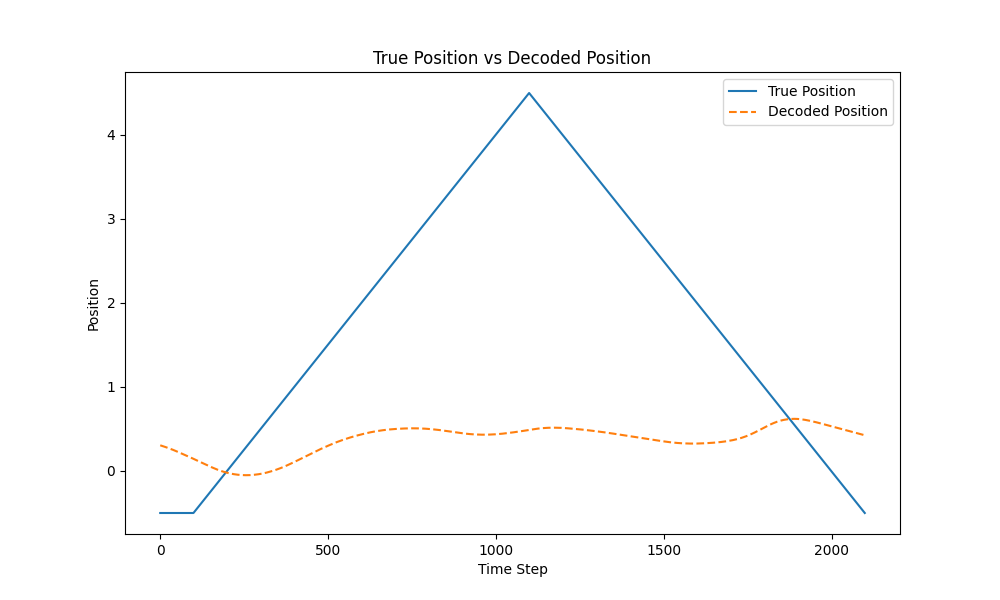 True Position vs Decoded Position
True Position
Decoded Position
4
3
2
1
0
Position
0 500 1000 1500 2000
Time Step